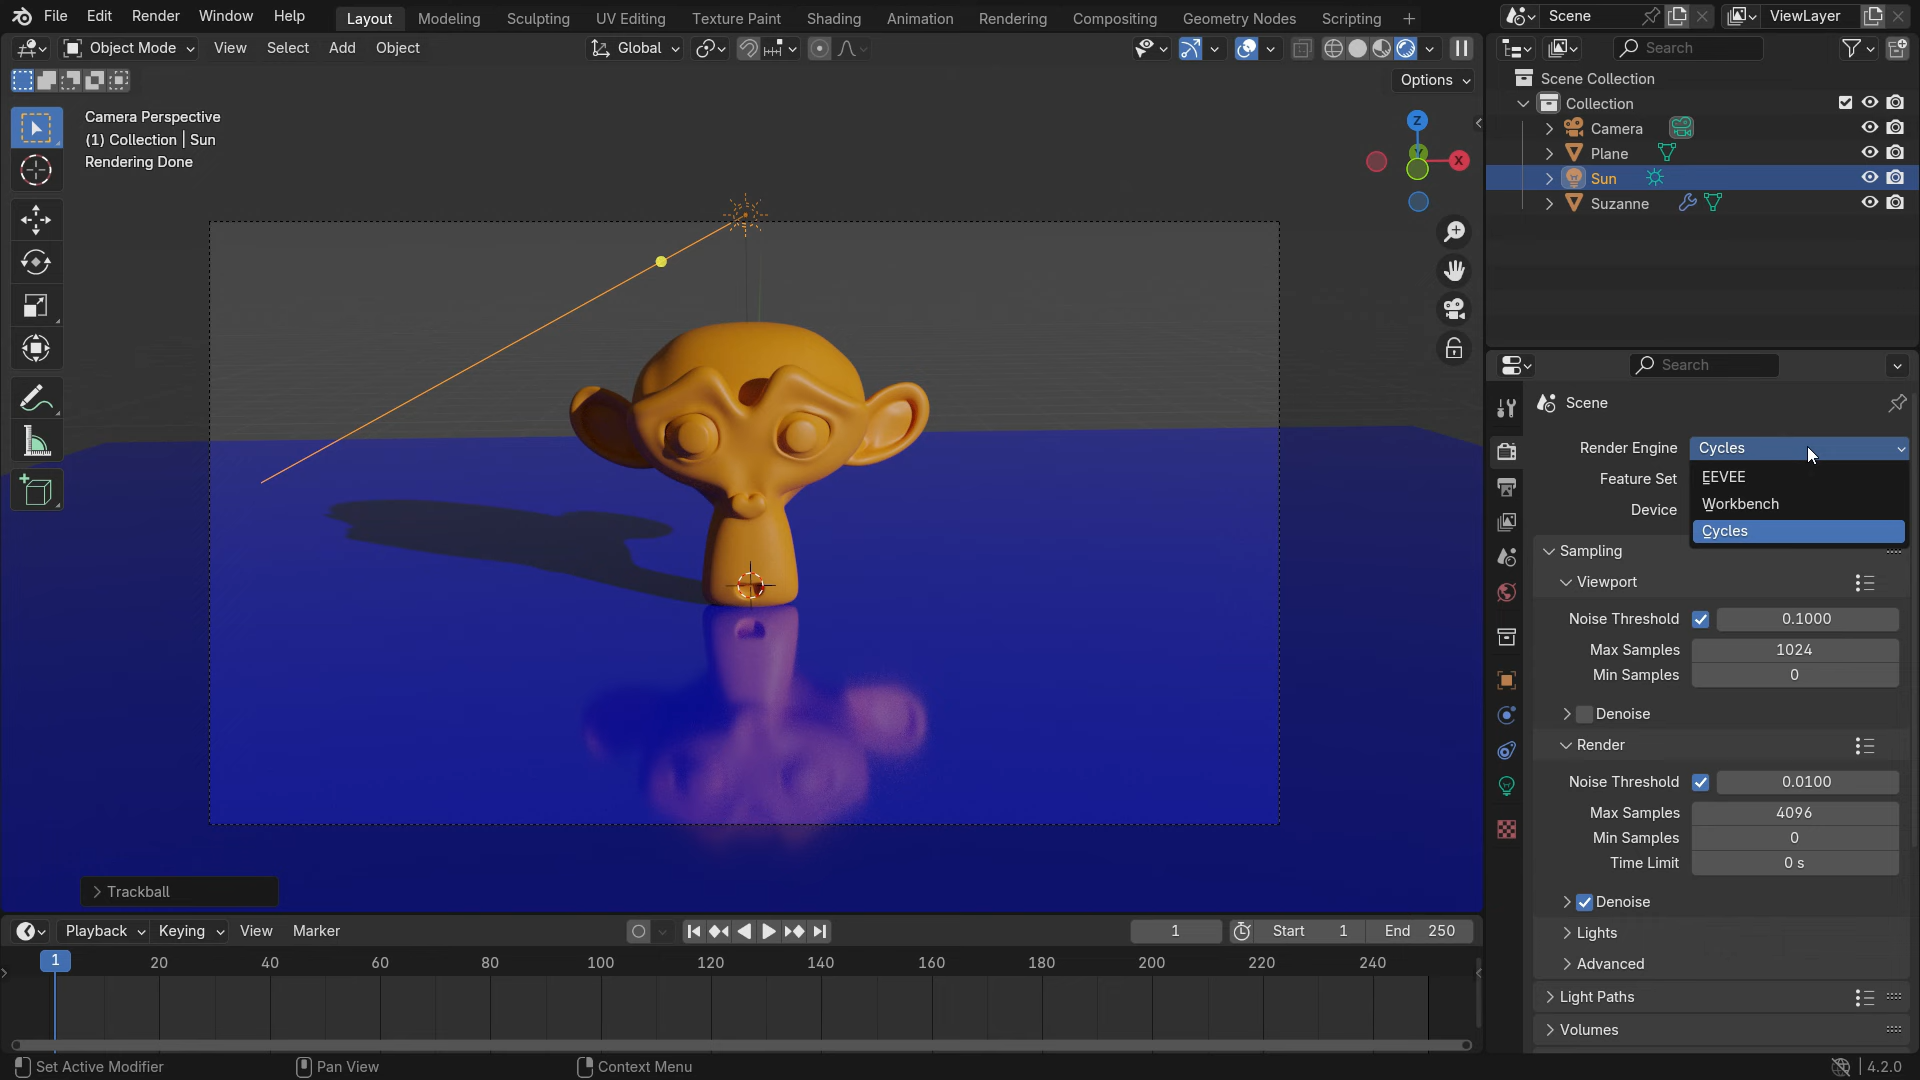 File Edit Render Window Help Layout Modeling Sculpting UV Editing Texture Paint Shading Animation Rendering Compositing Geometry Nodes Scripting + Scene ViewLayer
Object Mode View Select Add Object Global Search
Options
Camera Perspective
(1) Collection | Sun
Rendering Done
Z
Y
X
Trackball
Scene Collection
Collection
Camera
Plane
Sun
Suzanne
Search
Scene
Render Engine Cycles
EEVEE
Workbench
Cycles
Feature Set
Device
Sampling
Viewport
Noise Threshold 0.1000
Max Samples 1024
Min Samples 0
Denoise
Render
Noise Threshold 0.0100
Max Samples 4096
Min Samples 0
Time Limit 0 s
Denoise
Lights
Advanced
Light Paths
Volumes
Playback Keying View Marker 1 Start 1 End 250
1 20 40 60 80 100 120 140 160 180 200 220 240
Set Active Modifier Pan View Context Menu 4.2.0